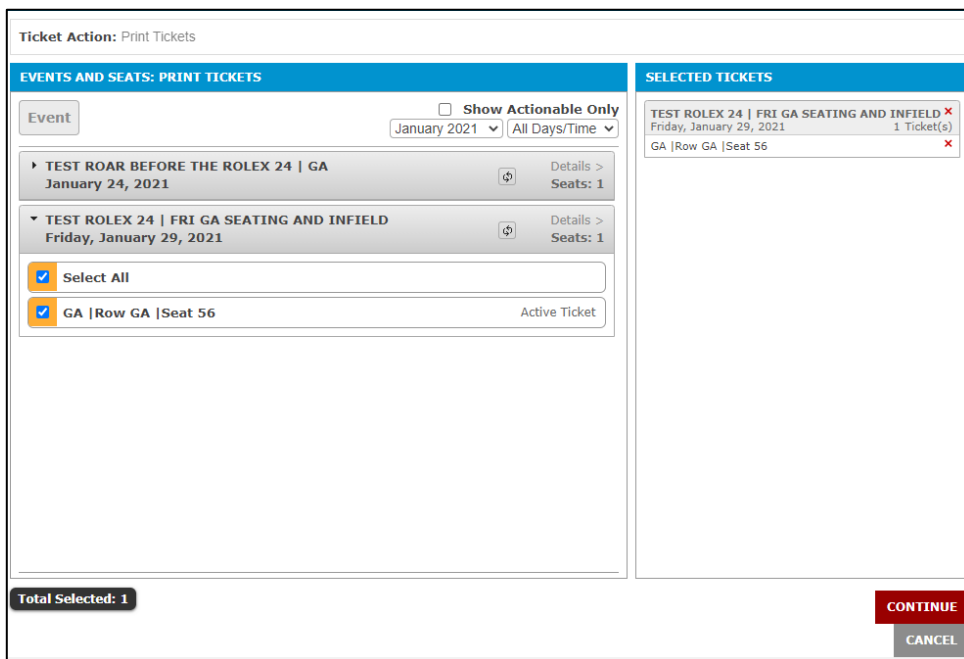 Ticket Action: Print Tickets
EVENTS AND SEATS: PRINT TICKETS
Event
Show Actionable Only
January 2021
All Days/Time
TEST ROAR BEFORE THE ROLEX 24 | GA
January 24, 2021
Details >
Seats: 1
TEST ROLEX 24 | FRI GA SEATING AND INFIELD
Friday, January 29, 2021
Details >
Seats: 1
Select All
GA |Row GA |Seat 56
Active Ticket
Total Selected: 1
SELECTED TICKETS
TEST ROLEX 24 | FRI GA SEATING AND INFIELD
Friday, January 29, 2021
1 Ticket(s)
GA |Row GA |Seat 56
CONTINUE
CANCEL